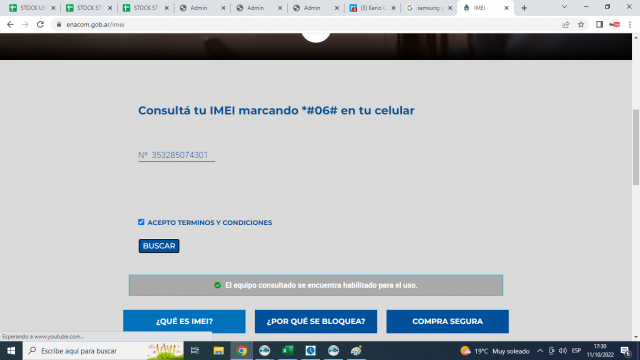 STOCK UI
STOCK ST
STOCK ST
Admin
Admin
Admin
(3) Kerio C
samsung
IMEI
enacom.gob.ar/imei
Consultá tu IMEI marcando *#06# en tu celular
Nº 353285074301
ACEPTO TERMINOS Y CONDICIONES
BUSCAR
El equipo consultado se encuentra habilitado para el uso.
¿QUÉ ES IMEI?
¿POR QUÉ SE BLOQUEA?
COMPRA SEGURA
Esperando a www.youtube.com...
Escribe aquí para buscar
19°C Muy soleado
ESP
17:30
11/10/2022